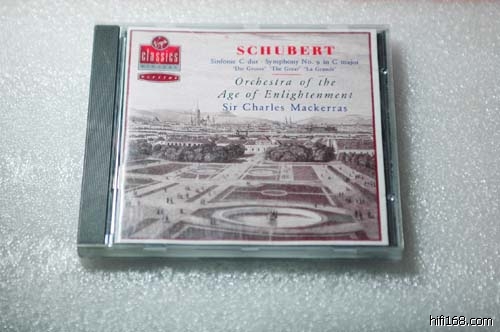 Virgin
classics
DIGITAL
SCHUBERT
Sinfonie C dur · Symphony No. 9 in C major
'Die Grosse' 'The Great' 'La Grande'
Orchestra of the
Age of Enlightenment
Sir Charles Mackerras
hifi168.com